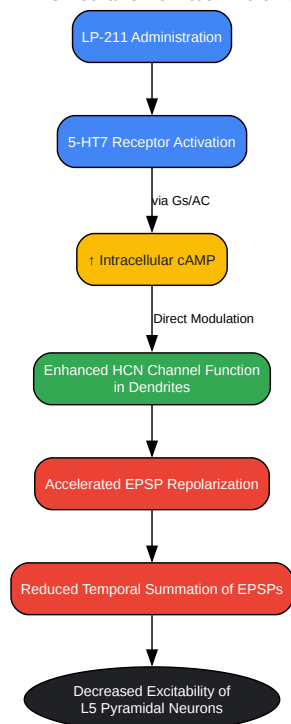 LP-211 Administration
5-HT7 Receptor Activation
via Gs/AC
↑ Intracellular cAMP
Direct Modulation
Enhanced HCN Channel Function
in Dendrites
Accelerated EPSP Repolarization
Reduced Temporal Summation of EPSPs
Decreased Excitability of
L5 Pyramidal Neurons